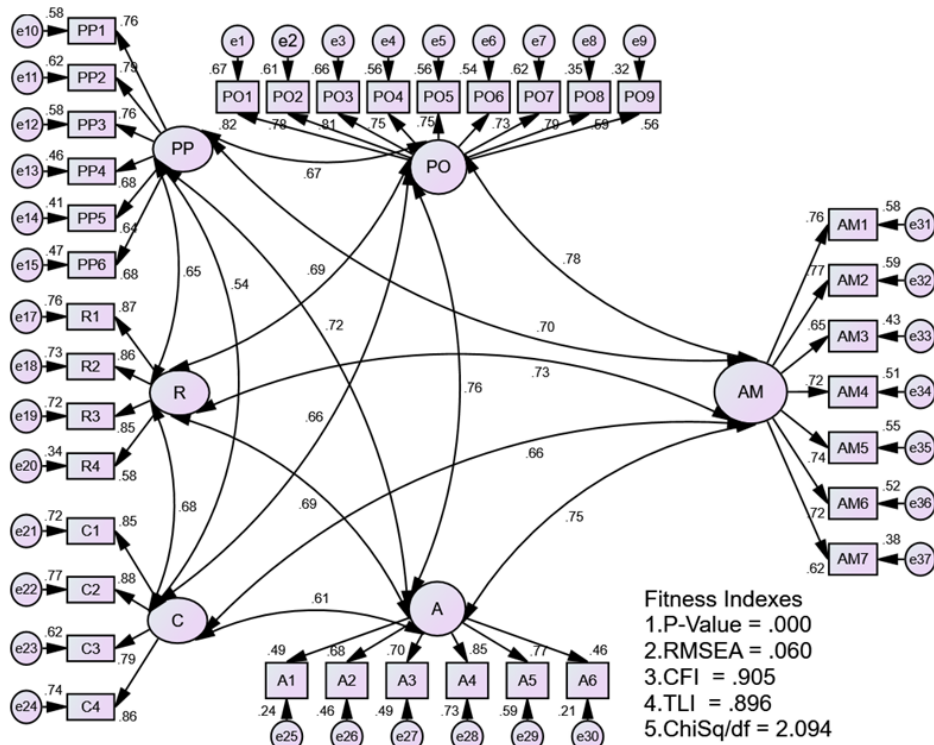 e10 .58 PP1 .76
e11 .62 PP2 .79
e12 .58 PP3 .76
e13 .46 PP4 .68
e14 .41 PP5 .64
e15 .47 PP6 .68
PP
e1 e2 e3 e4 e5 e6 e7 e8 e9
.67 .61 .66 .56 .56 .54 .62 .35 .32
PO1 PO2 PO3 PO4 PO5 PO6 PO7 PO8 PO9
.82 .78 .81 .75 .75 .73 .79 .59 .56
PO
.67
.78
.65
.54
.69
.72
.70
.76
.73
.66
.66
.68
.69
.75
.61
e17 .76 R1 .87
e18 .73 R2 .86
e19 .72 R3 .85
e20 .34 R4 .58
R
e21 .72 C1 .85
e22 .77 C2 .88
e23 .62 C3 .79
e24 .74 C4 .86
C
.76 AM1 .58 e31
.77 AM2 .59 e32
.65 AM3 .43 e33
.72 AM4 .51 e34
.74 AM5 .55 e35
.72 AM6 .52 e36
.62 AM7 .38 e37
AM
A
.49 .68 .70 .85 .77 .46
A1 A2 A3 A4 A5 A6
.24 .46 .49 .73 .59 .21
e25 e26 e27 e28 e29 e30
Fitness Indexes
1.P-Value = .000
2.RMSEA = .060
3.CFI = .905
4.TLI = .896
5.ChiSq/df = 2.094